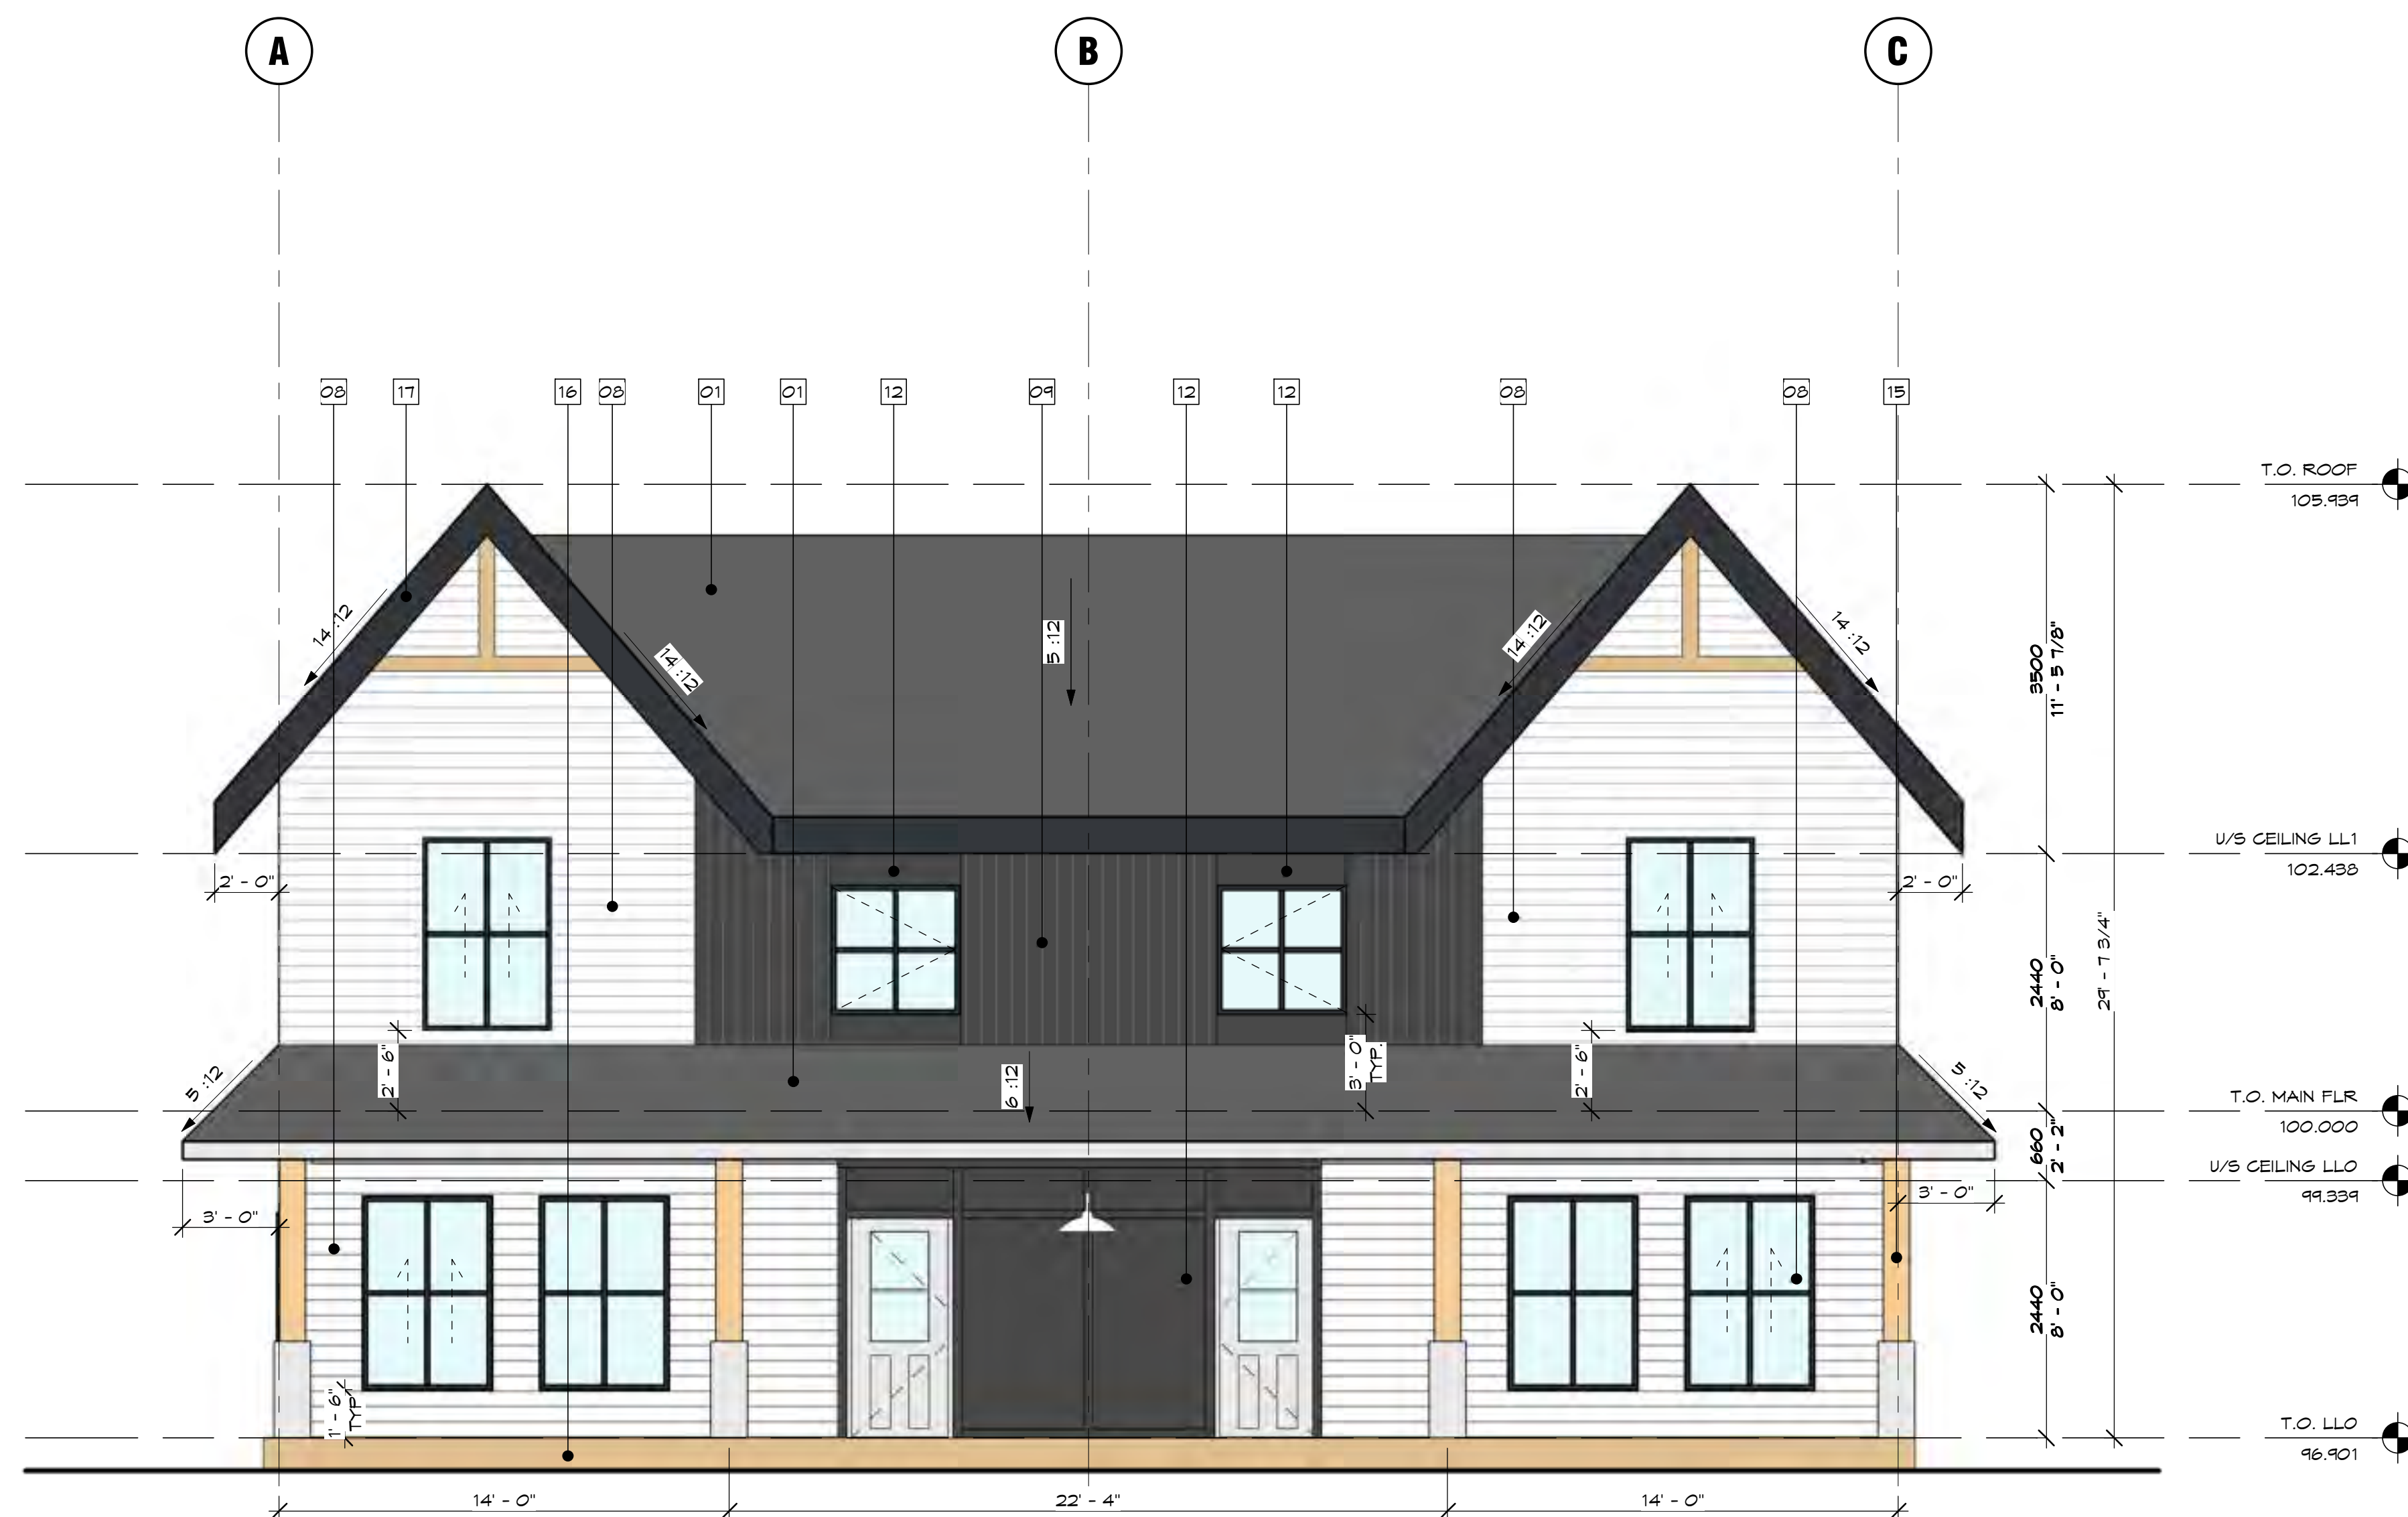 A
B
C
08
17
16
08
01
01
12
09
12
12
08
08
15
T.O. ROOF
105.939
14 :12
14 :12
5 :12
14 :12
14 :12
3500
11' - 5 7/8"
U/S CEILING LL1
102.438
2' - 0"
2' - 0"
29' - 7 3/4"
2440
8' - 0"
2' - 6"
3' - 0"
TYP.
2' - 6"
5 :12
6 :12
5 :12
T.O. MAIN FLR
100.000
660
2' - 2"
U/S CEILING LL0
99.339
3' - 0"
3' - 0"
2440
8' - 0"
1' - 6"
TYP.
T.O. LL0
96.901
14' - 0"
22' - 4"
14' - 0"